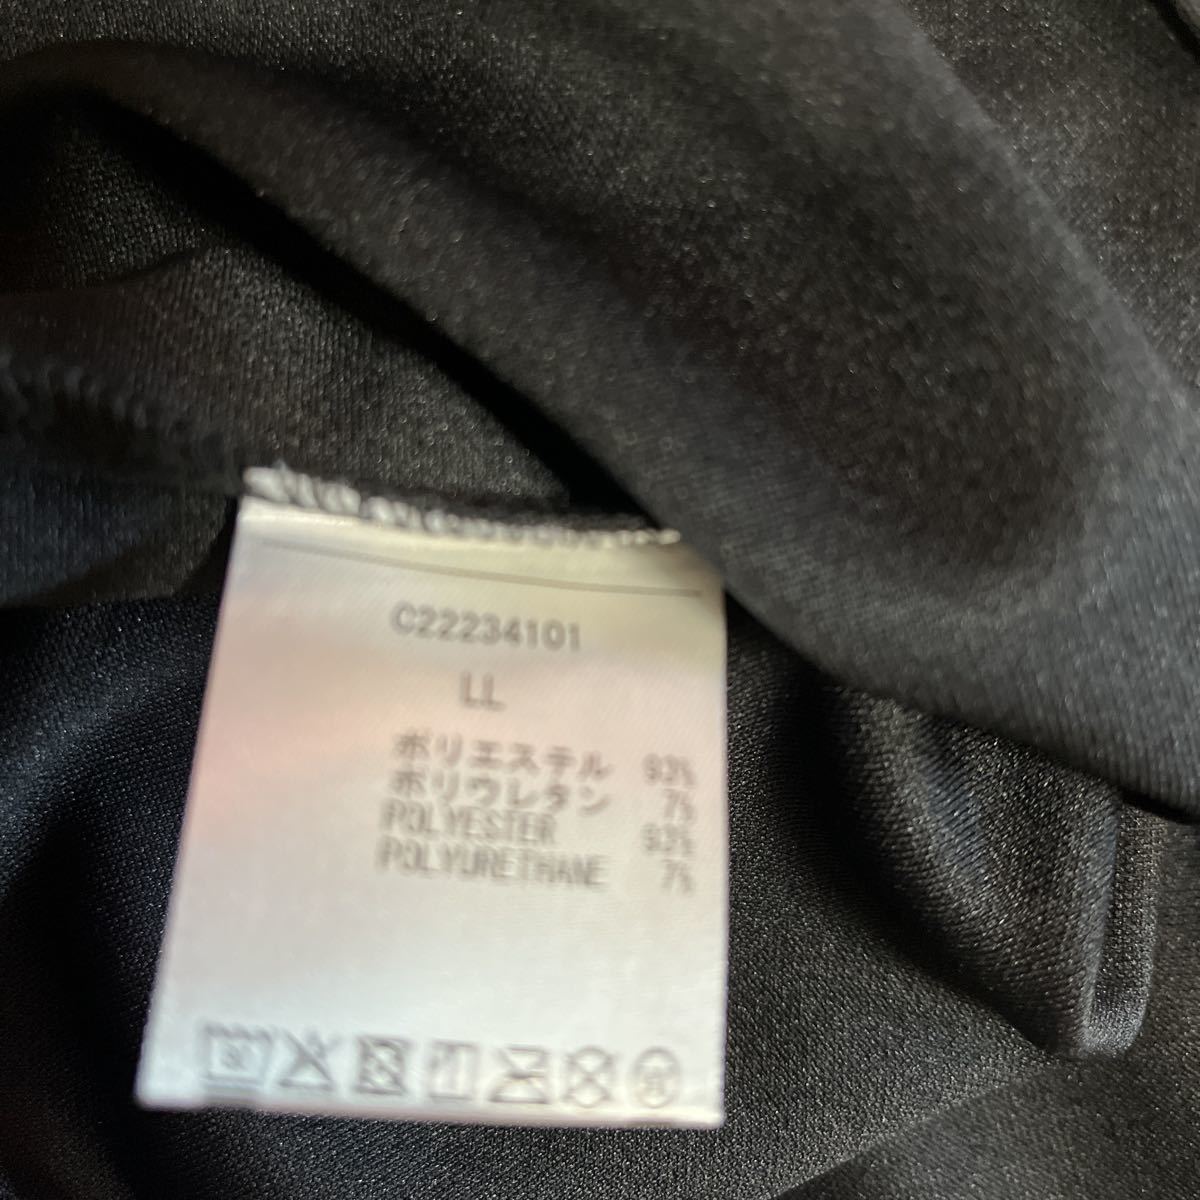 C22234101
LL
ポリエステル 93%
ポリウレタン 7%
POLYESTER 93%
POLYURETHANE 7%